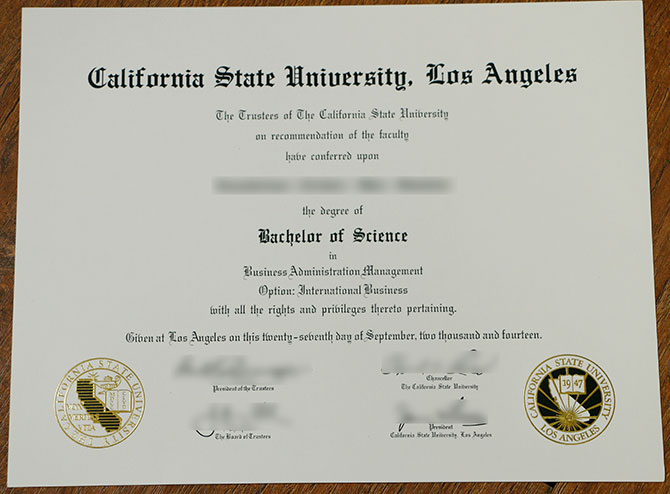 California State University, Los Angeles
The Trustees of The California State University
on recommendation of the faculty
have conferred upon
the degree of
Bachelor of Science
in
Business Administration Management
Option: International Business
with all the rights and privileges thereto pertaining.
Given at Los Angeles on this twenty-seventh day of September, two thousand and fourteen.
President of the Trustees
Chancellor
The California State University
The Board of Trustees
President
California State University, Los Angeles
CALIFORNIA STATE UNIVERSITY
VOX
VERITAS
VITA
CALIFORNIA STATE UNIVERSITY
1947
LOS ANGELES